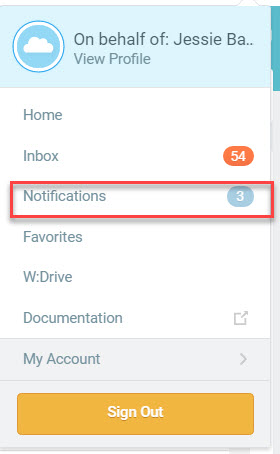 On behalf of: Jessie Ba..
View Profile
Home
Inbox 54
Notifications 3
Favorites
W:Drive
Documentation
My Account
Sign Out